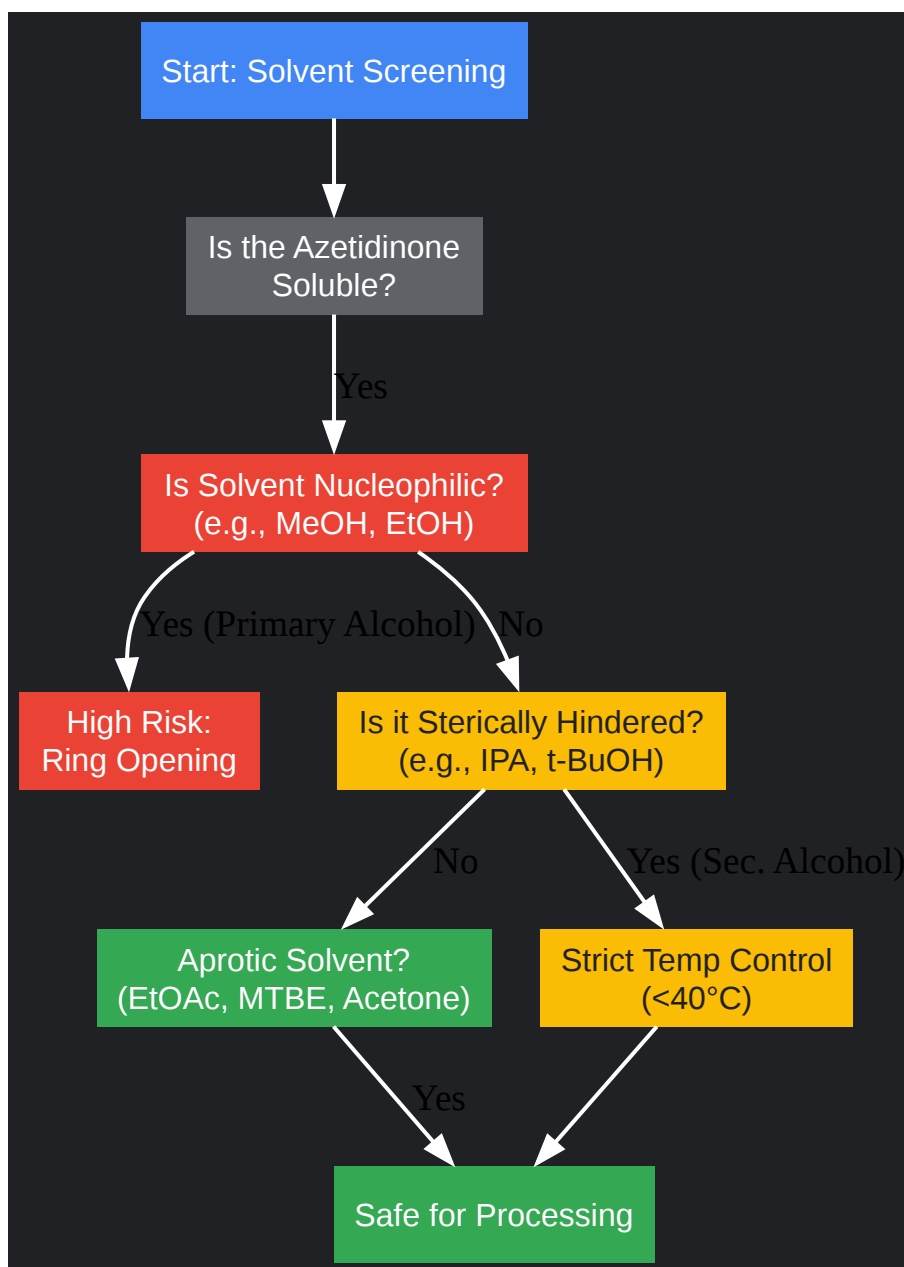 Start: Solvent Screening
Is the Azetidinone
Soluble?
Yes
Is Solvent Nucleophilic?
(e.g., MeOH, EtOH)
Yes (Primary Alcohol)
No
High Risk:
Ring Opening
Is it Sterically Hindered?
(e.g., IPA, t-BuOH)
No
Yes (Sec. Alcohol)
Aprotic Solvent?
(EtOAc, MTBE, Acetone)
Strict Temp Control
(<40°C)
Yes
Safe for Processing